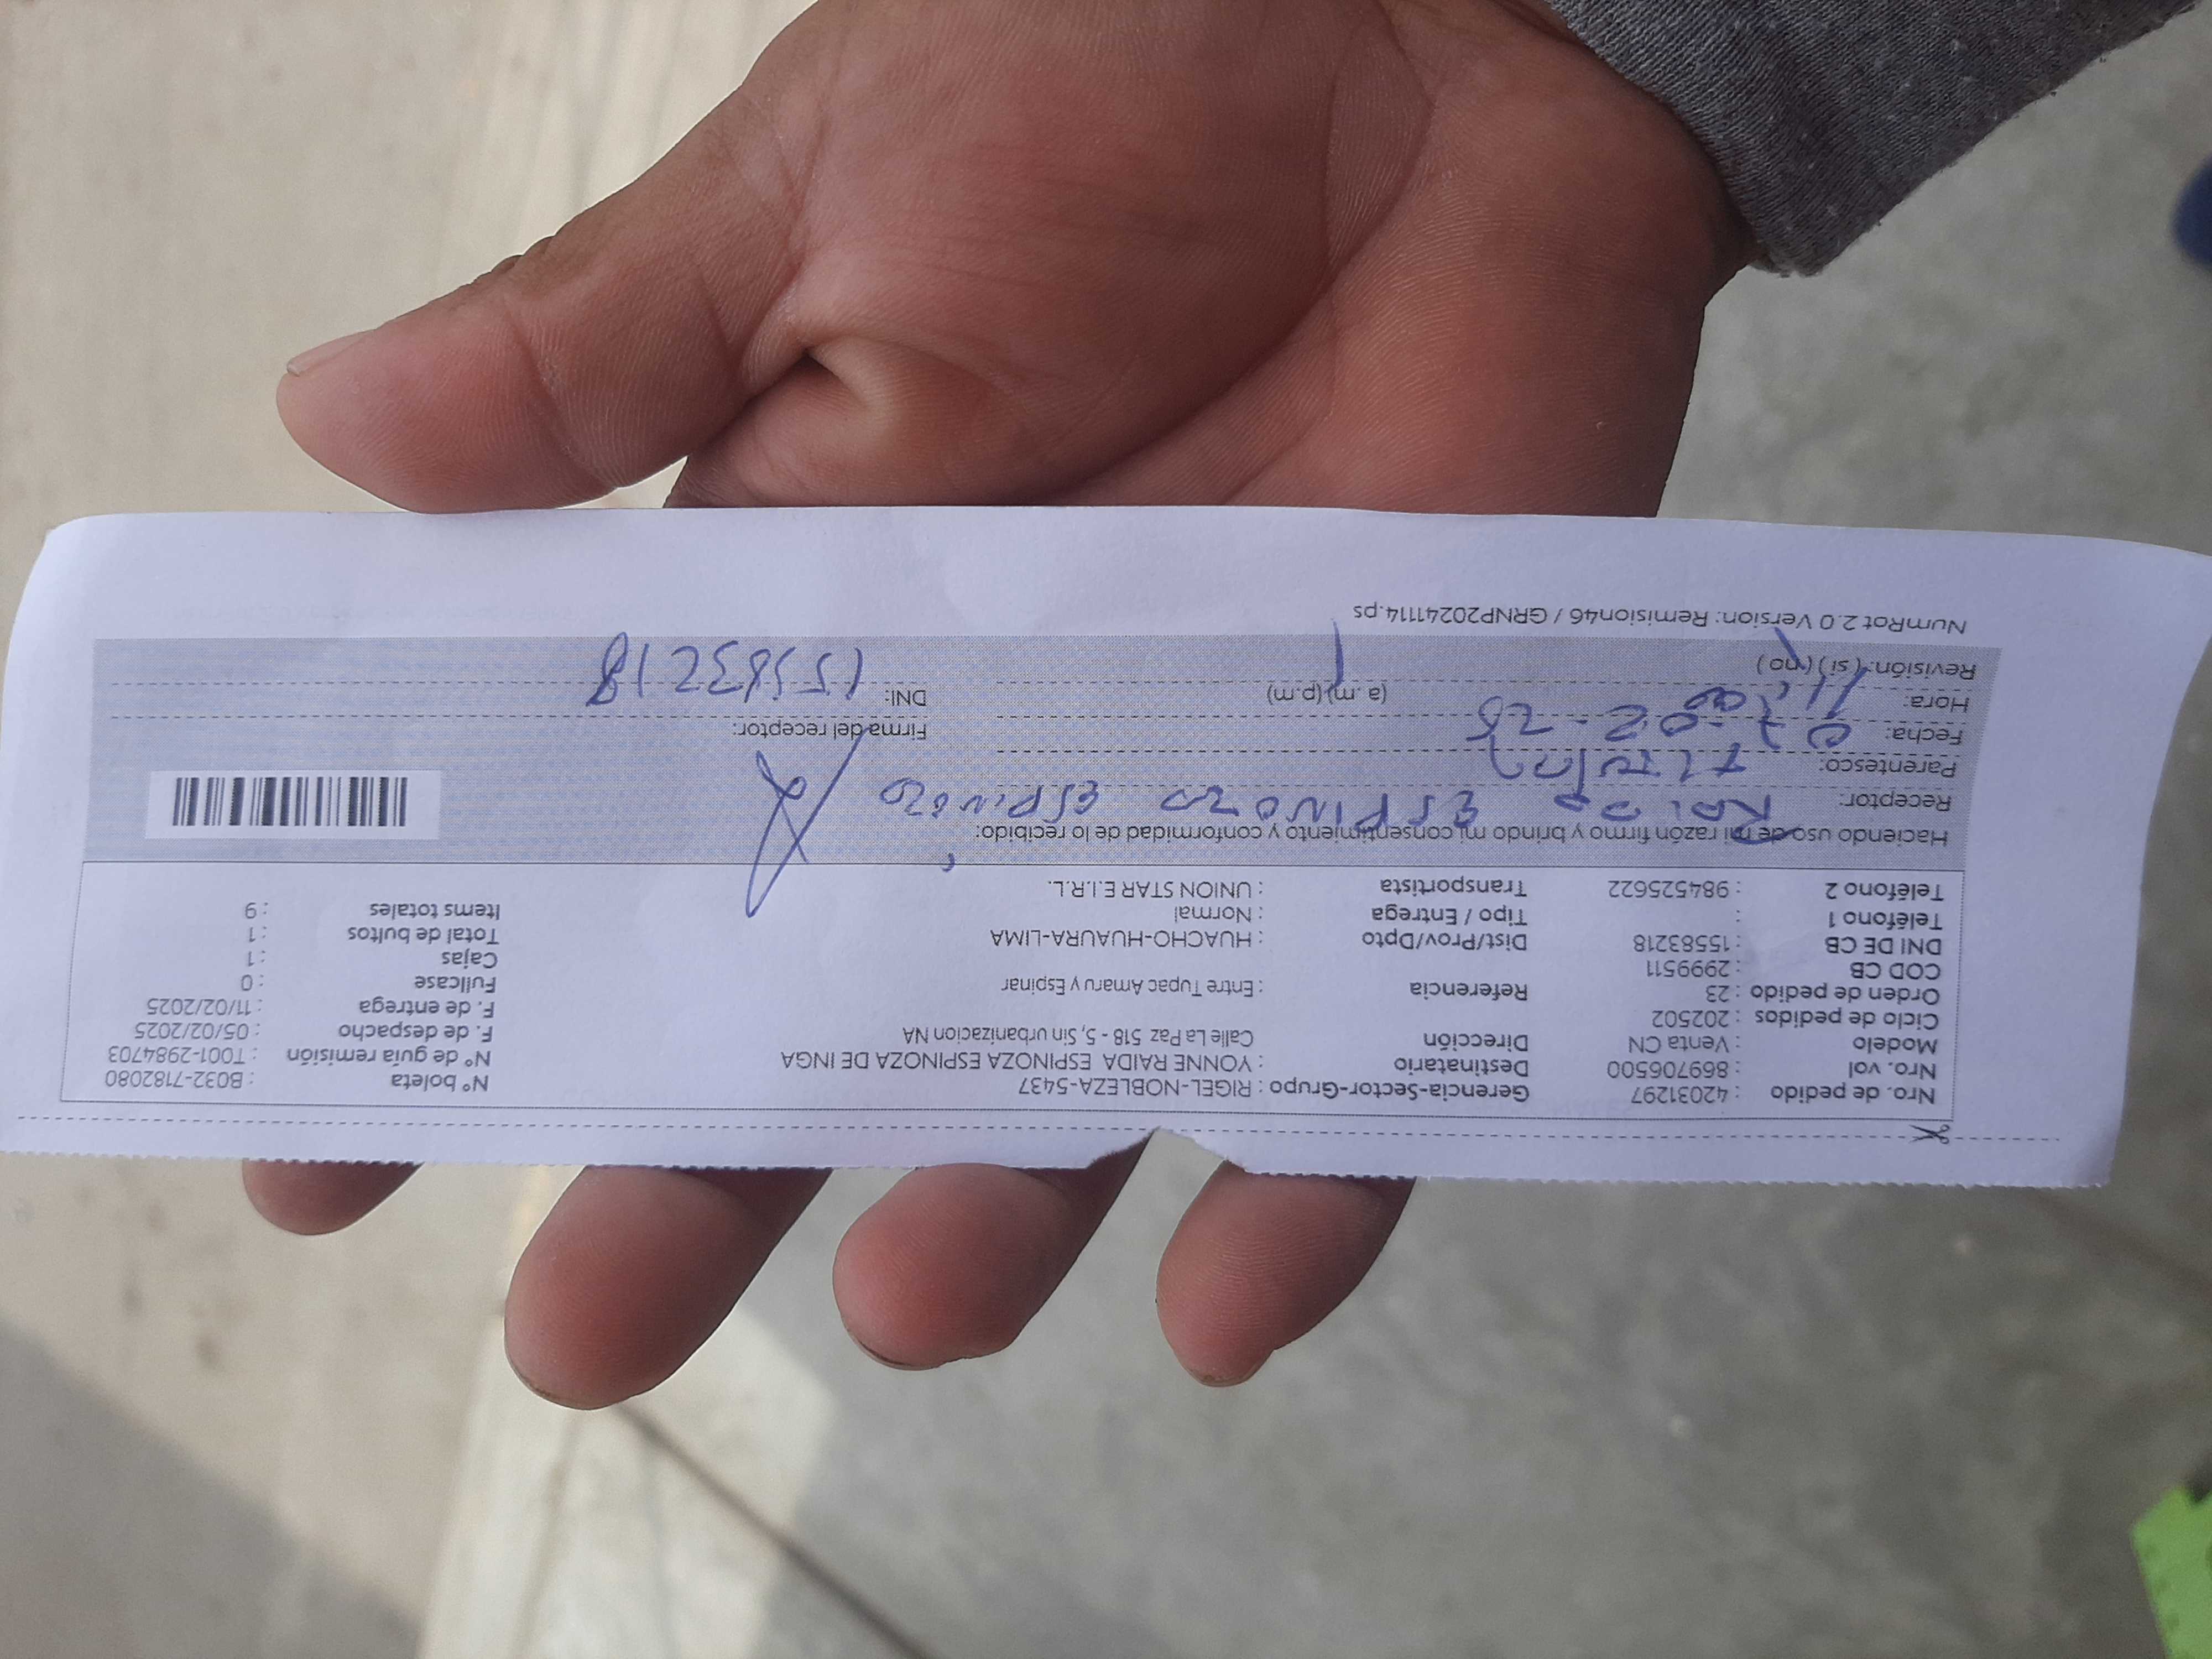 Nro. de pedido : 42031297 Gerencia-Sector-Grupo : RIGEL-NOBLEZA-5437 N° boleta : B032-7182080
Nro. vol : 869706500 Destinatario : YONNE RAIDA ESPINOZA ESPINOZA DE INGA N° de guía remisión : T001-2984703
Modelo : Venta CN Dirección Calle La Paz 518 - 5, Sin urbanizacion NA F. de despacho : 05/02/2025
Ciclo de pedidos : 202502 F. de entrega : 11/02/2025
Orden de pedido : 23 Referencia : Entre Tupac Amaru y Espinar Fullcase : 0
COD CB : 2999511 Cajas : 1
DNI DE CB : 15583218 Dist/Prov/Dpto : HUACHO-HUAURA-LIMA Total de bultos : 1
Teléfono 1 : Tipo / Entrega : Normal Items totales : 9
Teléfono 2 : 984525622 Transportista : UNION STAR E.I.R.L.
Haciendo uso de mi razón firmo y brindo mi consentimiento y conformidad de lo recibido:
Receptor: Raida ESPINOZA ESPINOZA
Parentesco: titular
Fecha: 07-02-25 Firma del receptor:
Hora: 11:00 (a.m)(p.m) DNI: 15583218
Revisión: (si) (no)
NumRot 2.0 Version: Remision46 / GRNP20241114.ps